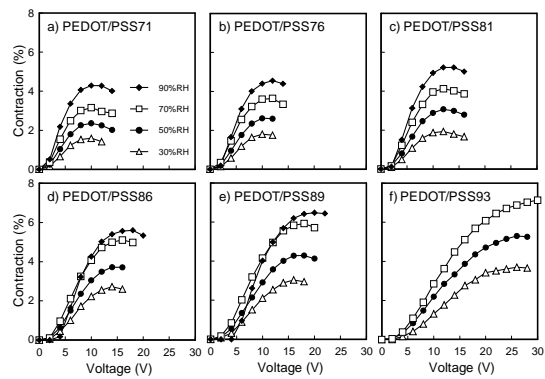 a) PEDOT/PSS71
b) PEDOT/PSS76
c) PEDOT/PSS81
8
6
4
2
0
Contraction (%)
90%RH
70%RH
50%RH
30%RH
d) PEDOT/PSS86
e) PEDOT/PSS89
f) PEDOT/PSS93
8
6
4
2
0
Contraction (%)
0 5 10 15 20 25 30
0 5 10 15 20 25 30
0 5 10 15 20 25 30
Voltage (V)
Voltage (V)
Voltage (V)